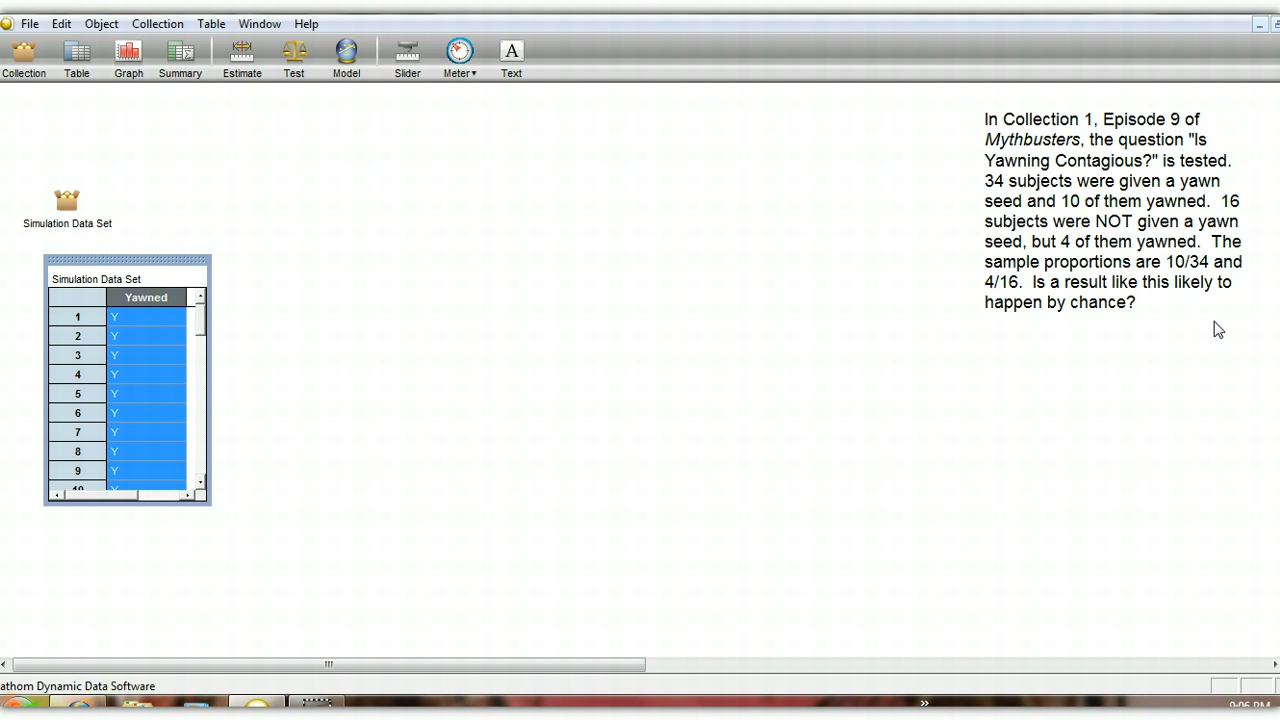 File Edit Object Collection Table Window Help
Collection Table Graph Summary Estimate Test Model Slider Meter▾ A Text
In Collection 1, Episode 9 of
Mythbusters, the question "Is
Yawning Contagious?" is tested.
34 subjects were given a yawn
seed and 10 of them yawned. 16
subjects were NOT given a yawn
seed, but 4 of them yawned. The
sample proportions are 10/34 and
4/16. Is a result like this likely to
happen by chance?
Simulation Data Set
Simulation Data Set
Yawned
1 Y
2 Y
3 Y
4 Y
5 Y
6 Y
7 Y
8 Y
9 Y
10 Y
athom Dynamic Data Software
9:06 PM